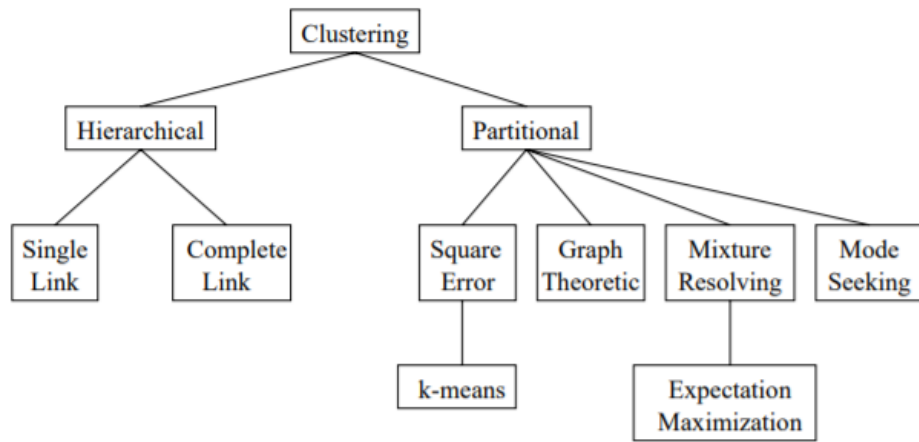 Clustering
Hierarchical
Partitional
Single
Link
Complete
Link
Square
Error
Graph
Theoretic
Mixture
Resolving
Mode
Seeking
k-means
Expectation
Maximization